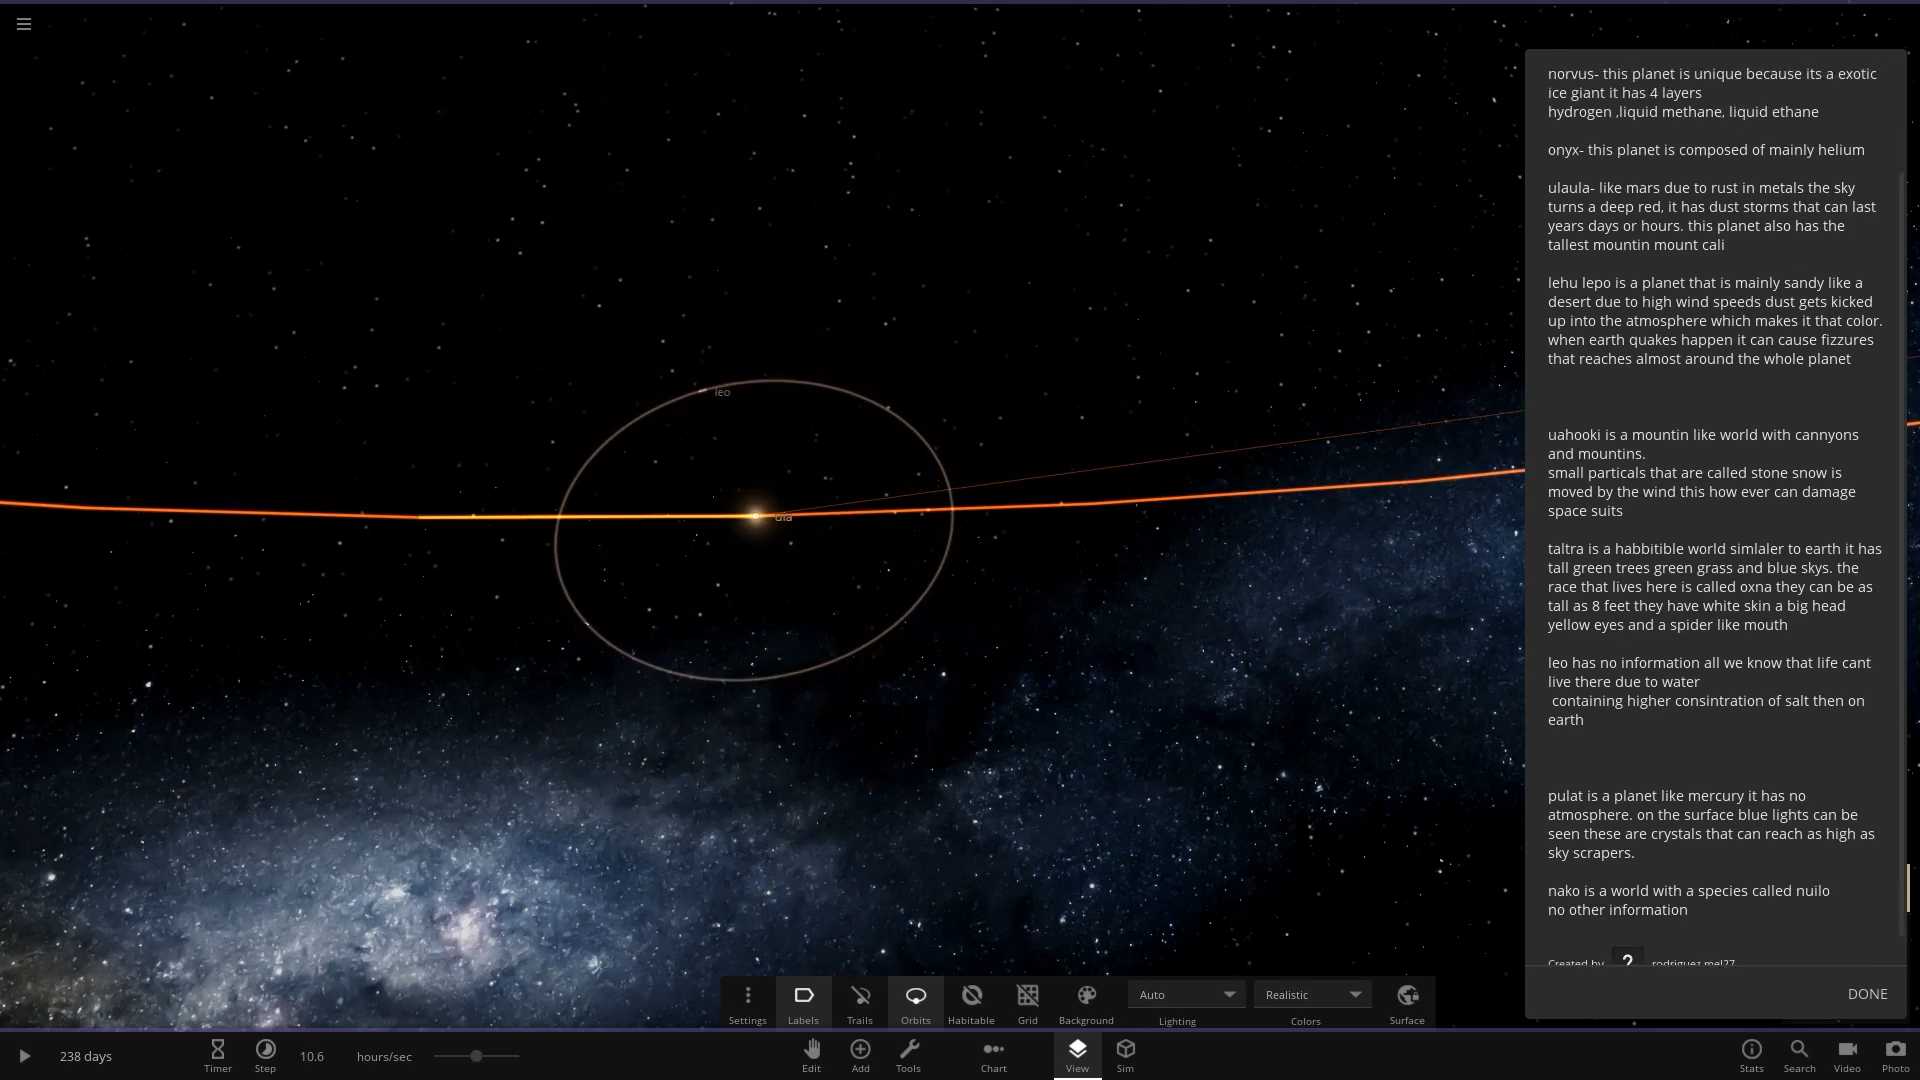 norvus- this planet is unique because its a exotic
ice giant it has 4 layers
hydrogen ,liquid methane, liquid ethane
onyx- this planet is composed of mainly helium
ulaula- like mars due to rust in metals the sky
turns a deep red, it has dust storms that can last
years days or hours. this planet also has the
tallest mountin mount cali
lehu lepo is a planet that is mainly sandy like a
desert due to high wind speeds dust gets kicked
up into the atmosphere which makes it that color.
when earth quakes happen it can cause fizzures
that reaches almost around the whole planet
uahooki is a mountin like world with cannyons
and mountins.
small particals that are called stone snow is
moved by the wind this how ever can damage
space suits
taltra is a habbitible world simlaler to earth it has
tall green trees green grass and blue skys. the
race that lives here is called oxna they can be as
tall as 8 feet they have white skin a big head
yellow eyes and a spider like mouth
leo has no information all we know that life cant
live there due to water
containing higher consintration of salt then on
earth
pulat is a planet like mercury it has no
atmosphere. on the surface blue lights can be
seen these are crystals that can reach as high as
sky scrapers.
nako is a world with a species called nuilo
no other information
Created by ? rodriguez.mel27
DONE
leo
Settings
Labels
Trails
Orbits
Habitable
Grid
Background
Auto
Lighting
Realistic
Colors
Surface
238 days
Timer
Step
10.6
hours/sec
Edit
Add
Tools
Chart
View
Sim
Stats
Search
Video
Photo